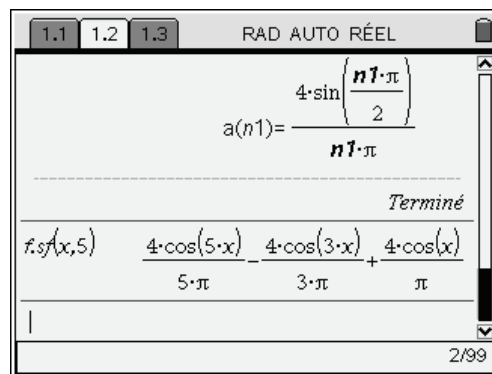 1.1 1.2 1.3 RAD AUTO RÉEL
a(n1)= 4·sin(n1·π/2)/n1·π
Terminé
f.sf(x,5) 4·cos(5·x)/5·π - 4·cos(3·x)/3·π + 4·cos(x)/π
2/99